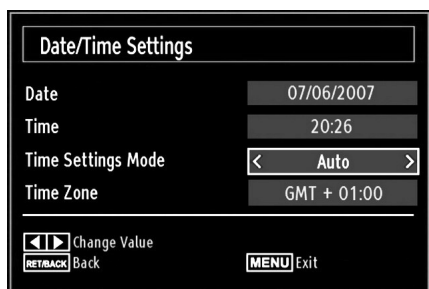 Date/Time Settings
Date 07/06/2007
Time 20:26
Time Settings Mode < Auto >
Time Zone GMT + 01:00
Change Value
RET/BACK Back MENU Exit